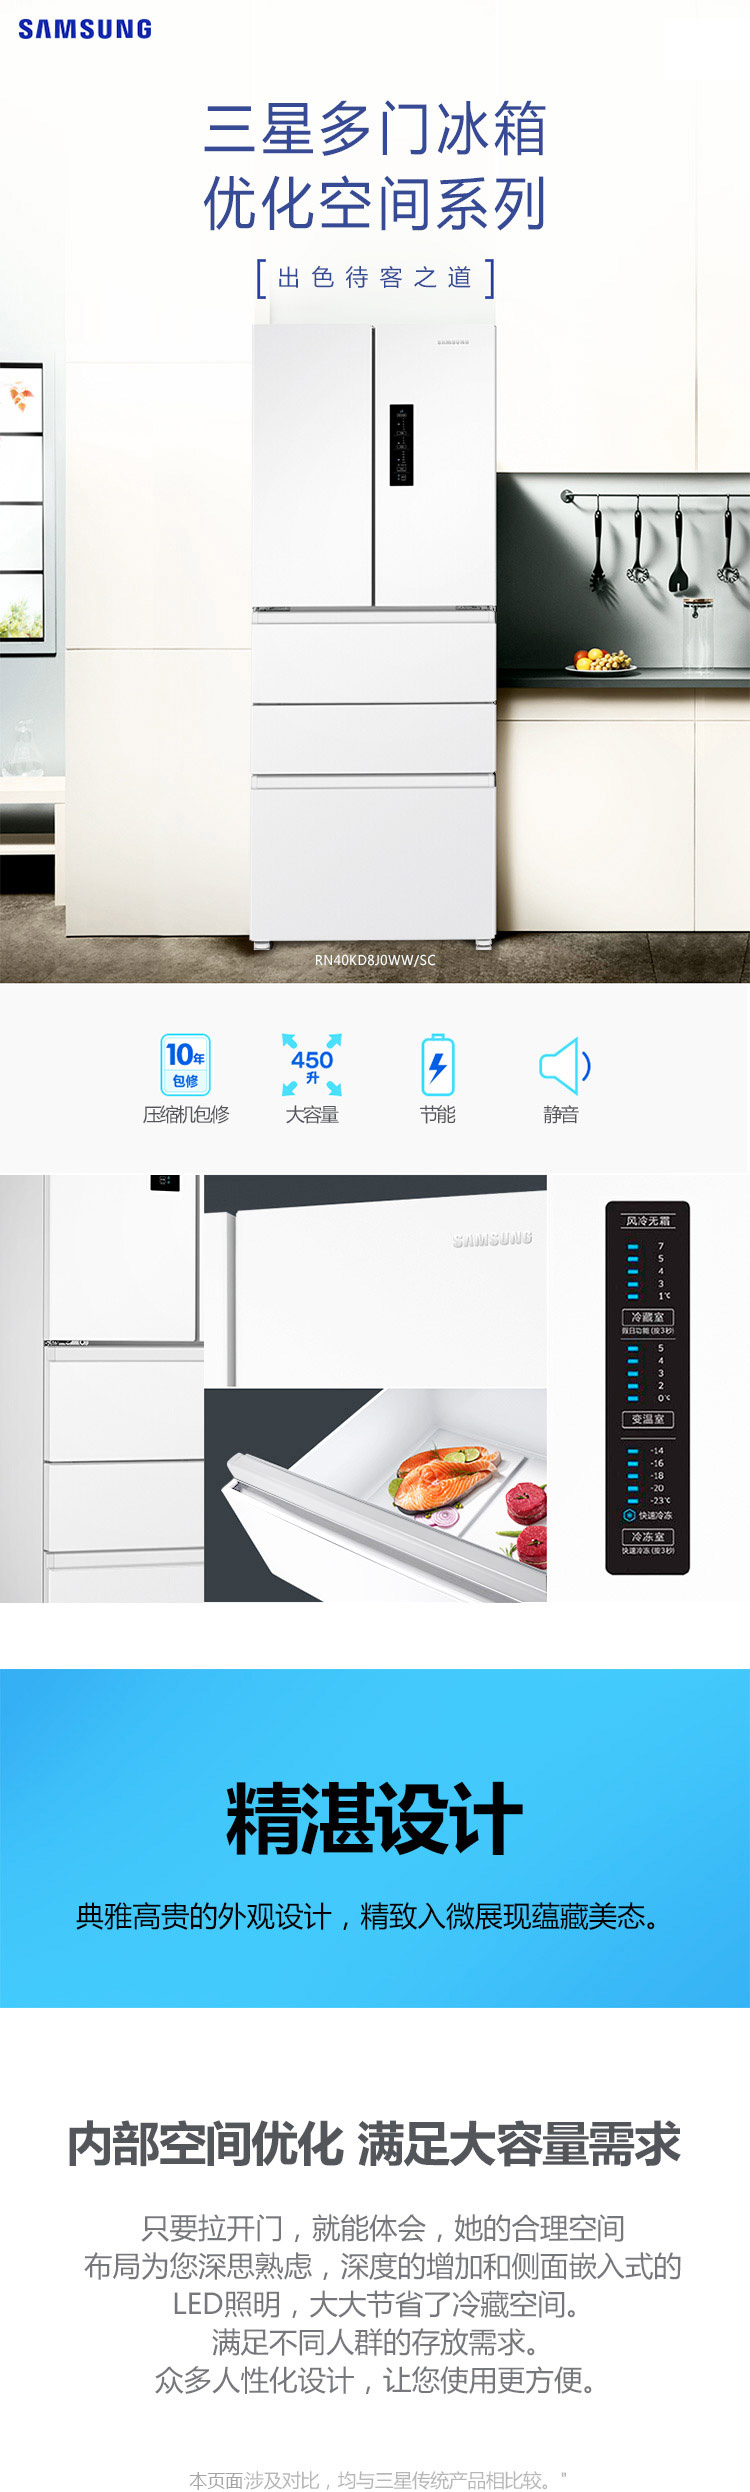 SAMSUNG
三星多门冰箱
优化空间系列
[出色待客之道]
SAMSUNG
RN40KD8J0WW/SC
10年
包修
压缩机包修
450
升
大容量
节能
静音
SAMSUNG
风冷无霜
7
5
4
3
1℃
冷藏室
假日功能(按3秒)
5
4
3
2
0℃
变温室
-14
-16
-18
-20
-23℃
快速冷冻
冷冻室
快速冷冻(按3秒)
精湛设计
典雅高贵的外观设计，精致入微展现蕴藏美态。
内部空间优化 满足大容量需求
只要拉开门，就能体会，她的合理空间
布局为您深思熟虑，深度的增加和侧面嵌入式的
LED照明，大大节省了冷藏空间。
满足不同人群的存放需求。
众多人性化设计，让您使用更方便。
本页面涉及对比，均与三星传统产品相比较。"